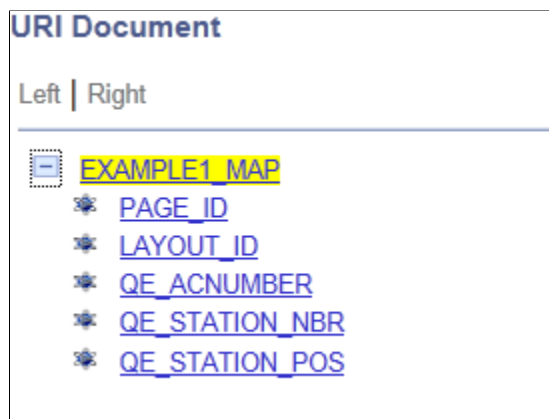 URI Document
Left | Right
EXAMPLE1_MAP
PAGE_ID
LAYOUT_ID
QE_ACNUMBER
QE_STATION_NBR
QE_STATION_POS